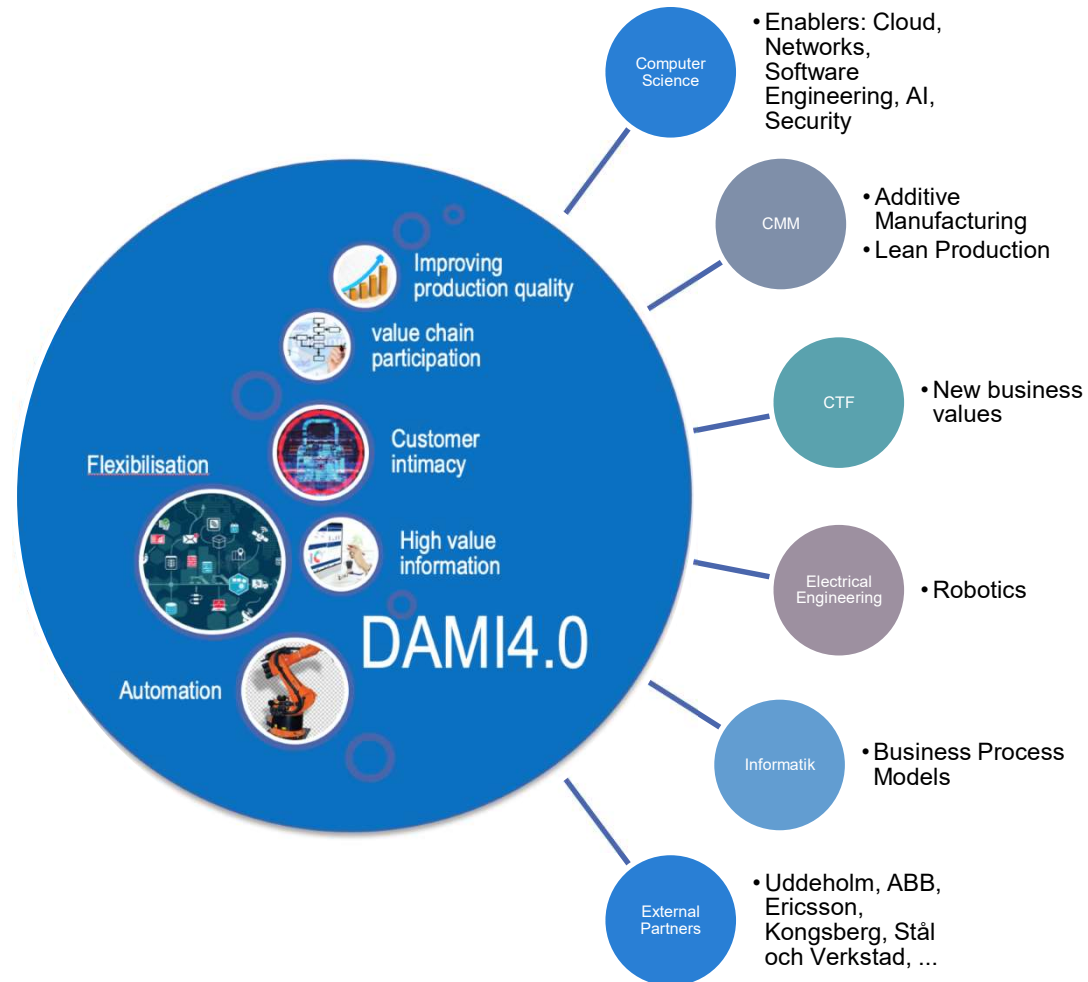 Computer
Science
• Enablers: Cloud,
Networks,
Software
Engineering, AI,
Security
CMM
• Additive
Manufacturing
• Lean Production
CTF
• New business
values
Electrical
Engineering
• Robotics
Informatik
• Business Process
Models
External
Partners
• Uddeholm, ABB,
Ericsson,
Kongsberg, Stål
och Verkstad, ...
Improving
production quality
value chain
participation
Customer
intimacy
Flexibilisation
High value
information
DAMI4.0
Automation